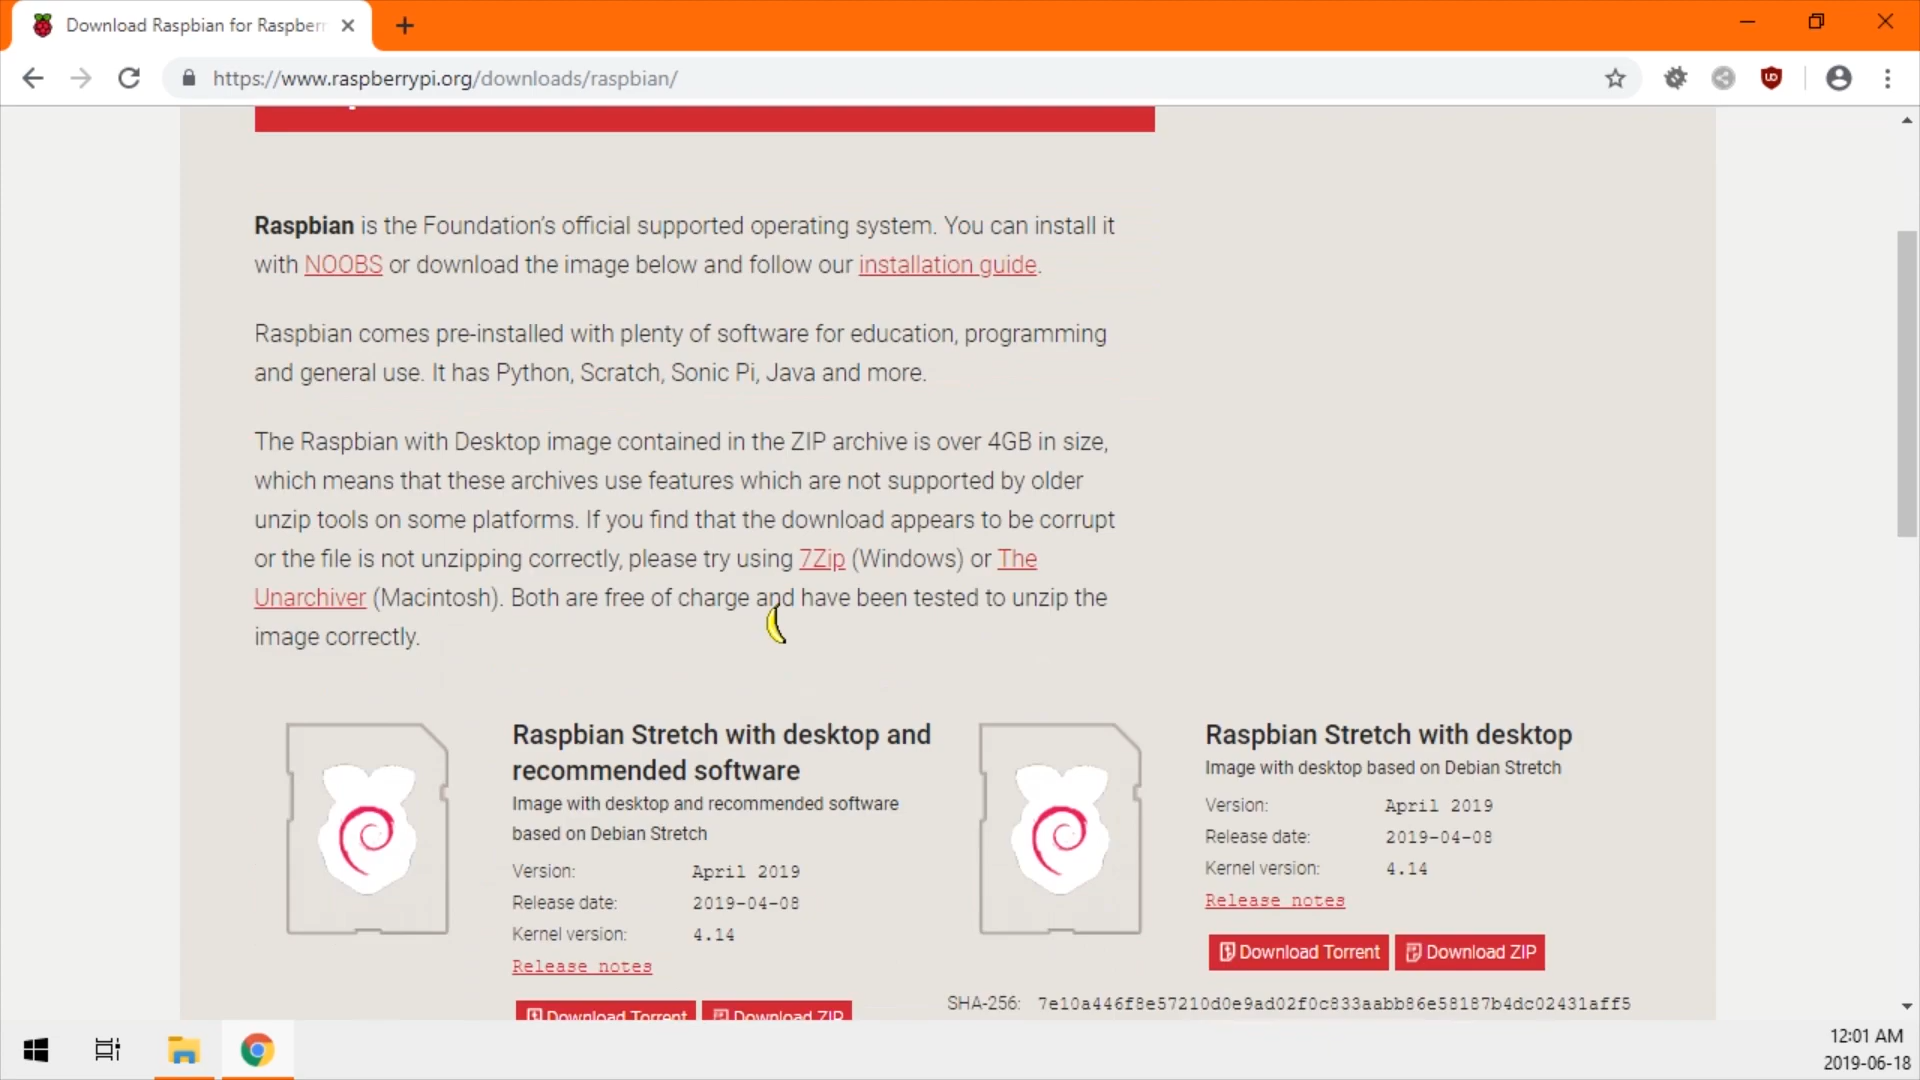 Download Raspbian for Raspberr
https://www.raspberrypi.org/downloads/raspbian/
Raspbian is the Foundation's official supported operating system. You can install it
with NOOBS or download the image below and follow our installation guide.
Raspbian comes pre-installed with plenty of software for education, programming
and general use. It has Python, Scratch, Sonic Pi, Java and more.
The Raspbian with Desktop image contained in the ZIP archive is over 4GB in size,
which means that these archives use features which are not supported by older
unzip tools on some platforms. If you find that the download appears to be corrupt
or the file is not unzipping correctly, please try using 7Zip (Windows) or The
Unarchiver (Macintosh). Both are free of charge and have been tested to unzip the
image correctly.
Raspbian Stretch with desktop and
recommended software
Image with desktop and recommended software
based on Debian Stretch
Version: April 2019
Release date: 2019-04-08
Kernel version: 4.14
Release notes
Download Torrent Download ZIP
Raspbian Stretch with desktop
Image with desktop based on Debian Stretch
Version: April 2019
Release date: 2019-04-08
Kernel version: 4.14
Release notes
Download Torrent Download ZIP
SHA-256: 7e10a446f8e57210d0e9ad02f0c833aabb86e58187b4dc02431aff5
12:01 AM
2019-06-18